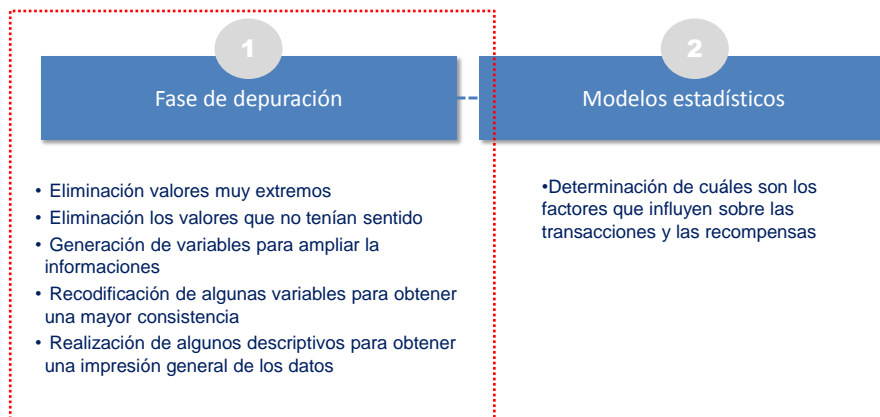 1
Fase de depuración
• Eliminación valores muy extremos
• Eliminación los valores que no tenían sentido
• Generación de variables para ampliar la
informaciones
• Recodificación de algunas variables para obtener
una mayor consistencia
• Realización de algunos descriptivos para obtener
una impresión general de los datos
2
Modelos estadísticos
•Determinación de cuáles son los
factores que influyen sobre las
transacciones y las recompensas